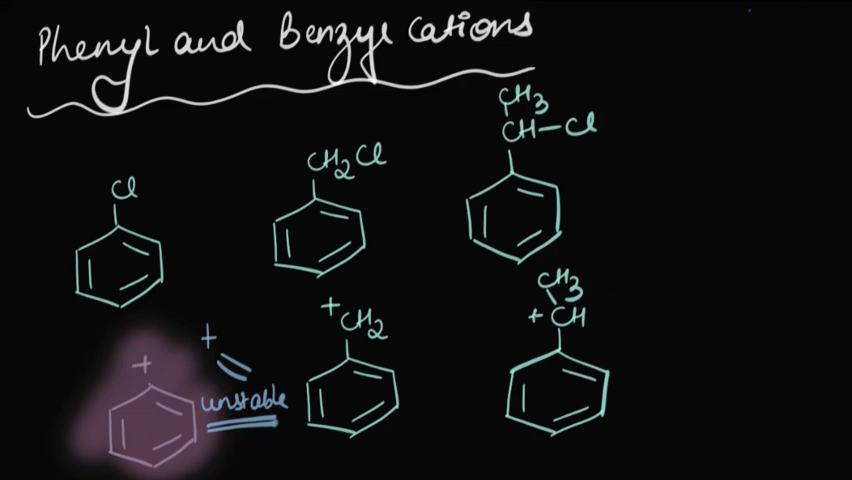 Phenyl and Benzyl Cations
CH3
CH-Cl
CH2Cl
Cl
CH3
+CH
+CH2
+
+
unstable